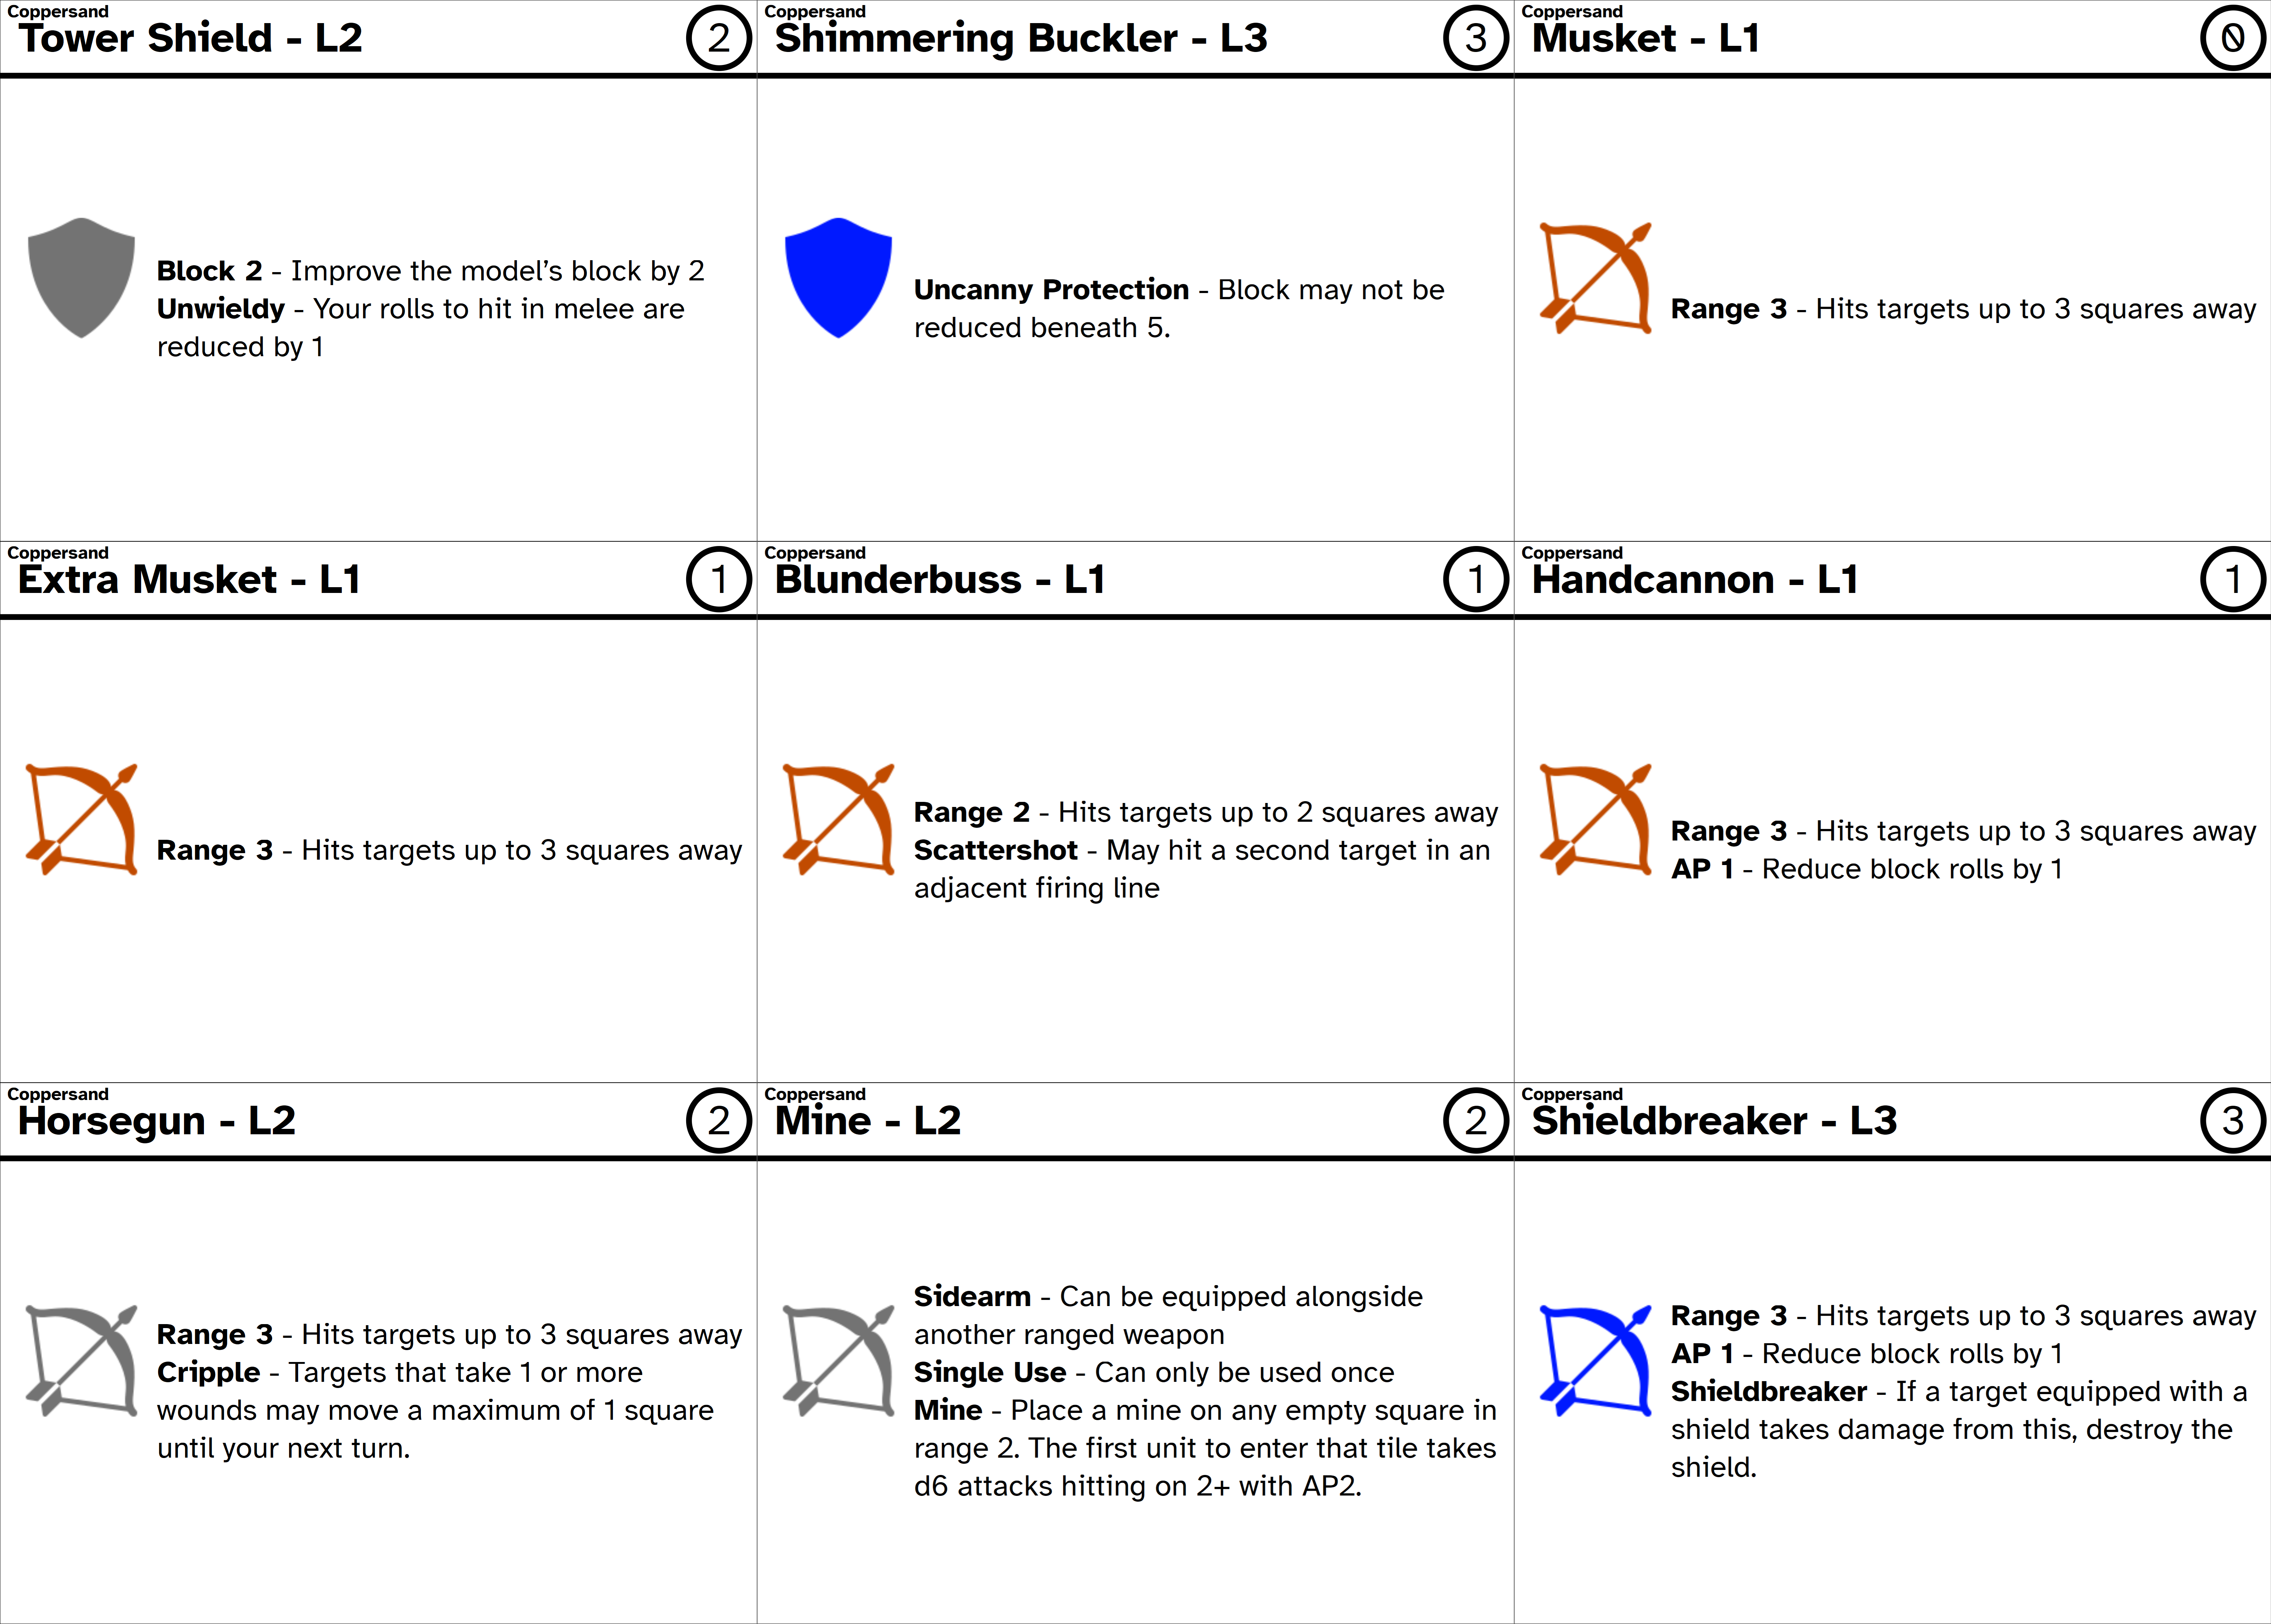 Coppersand
Tower Shield - L2
2
Block 2 - Improve the model’s block by 2
Unwieldy - Your rolls to hit in melee are
reduced by 1
Coppersand
Shimmering Buckler - L3
3
Uncanny Protection - Block may not be
reduced beneath 5.
Coppersand
Musket - L1
0
Range 3 - Hits targets up to 3 squares away
Coppersand
Extra Musket - L1
1
Range 3 - Hits targets up to 3 squares away
Coppersand
Blunderbuss - L1
1
Range 2 - Hits targets up to 2 squares away
Scattershot - May hit a second target in an
adjacent firing line
Coppersand
Handcannon - L1
1
Range 3 - Hits targets up to 3 squares away
AP 1 - Reduce block rolls by 1
Coppersand
Horsegun - L2
2
Range 3 - Hits targets up to 3 squares away
Cripple - Targets that take 1 or more
wounds may move a maximum of 1 square
until your next turn.
Coppersand
Mine - L2
2
Sidearm - Can be equipped alongside
another ranged weapon
Single Use - Can only be used once
Mine - Place a mine on any empty square in
range 2. The first unit to enter that tile takes
d6 attacks hitting on 2+ with AP2.
Coppersand
Shieldbreaker - L3
3
Range 3 - Hits targets up to 3 squares away
AP 1 - Reduce block rolls by 1
Shieldbreaker - If a target equipped with a
shield takes damage from this, destroy the
shield.